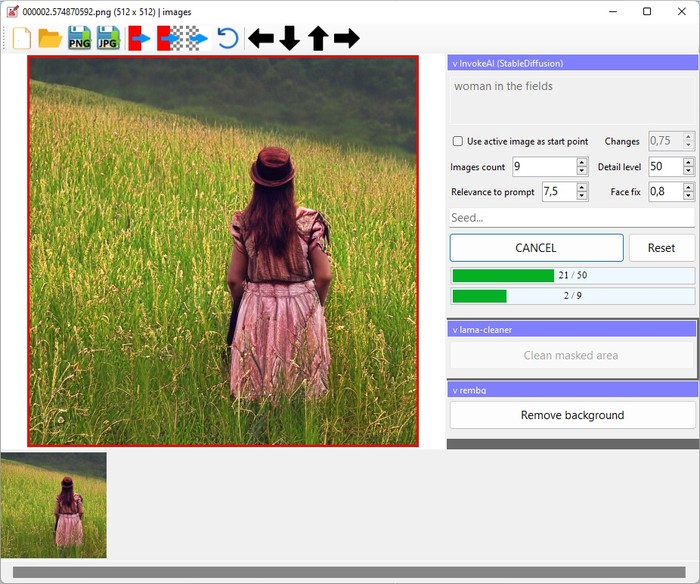 000002.574870592.png (512 x 512) | images
PNG JPG
v InvokeAI (StableDiffusion)
woman in the fields
Use active image as start point Changes 0,75
Images count 9 Detail level 50
Relevance to prompt 7,5 Face fix 0,8
Seed...
CANCEL Reset
21 / 50
2 / 9
v lama-cleaner
Clean masked area
v rembg
Remove background